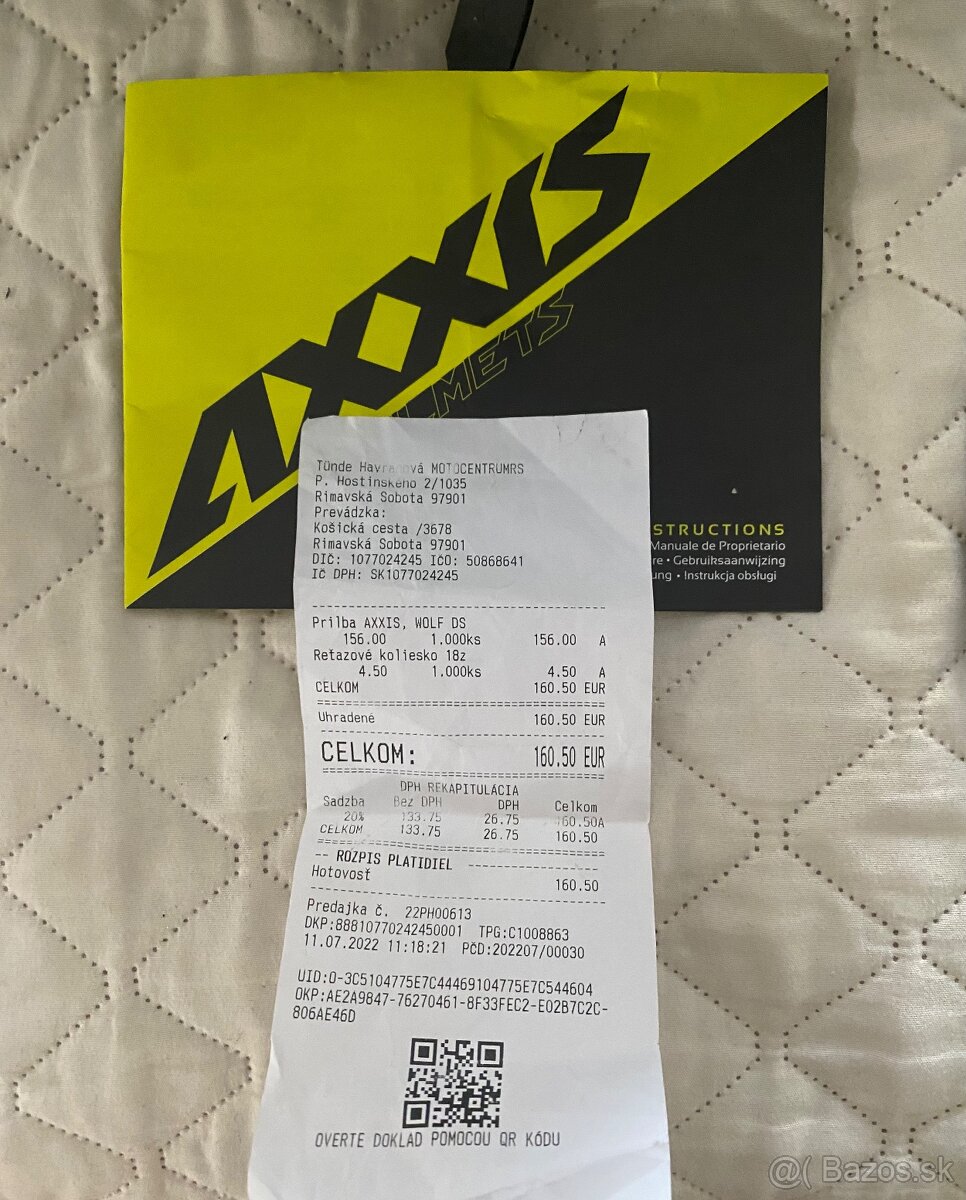 AXXIS
LMETS
STRUCTIONS
Manuale de Proprietario
re • Gebruiksaanwijzing
ung • Instrukcja obsługi
Tünde Havranová MOTOCENTRUMRS
P. Hostinského 2/1035
Rimavská Sobota 97901
Prevádzka:
Košická cesta /3678
Rimavská Sobota 97901
DIČ: 1077024245 IČO: 50868641
IČ DPH: SK1077024245
Prilba AXXIS, WOLF DS
156.00 1.000ks 156.00 A
Reťazové koliesko 18z
4.50 1.000ks 4.50 A
CELKOM 160.50 EUR
Uhradené 160.50 EUR
CELKOM: 160.50 EUR
DPH REKAPITULÁCIA
Sadzba Bez DPH DPH Celkom
20% 133.75 26.75 160.50A
CELKOM 133.75 26.75 160.50
-- ROZPIS PLATIDIEL
Hotovosť 160.50
Predajka č. 22PH00613
DKP:88810770242450001 TPG:C1008863
11.07.2022 11:18:21 PČD:202207/00030
UID:O-3C5104775E7C44469104775E7C544604
OKP:AE2A9847-76270461-8F33FEC2-E02B7C2C-
806AE46D
OVERTE DOKLAD POMOCOU QR KÓDU
@( Bazos.sk